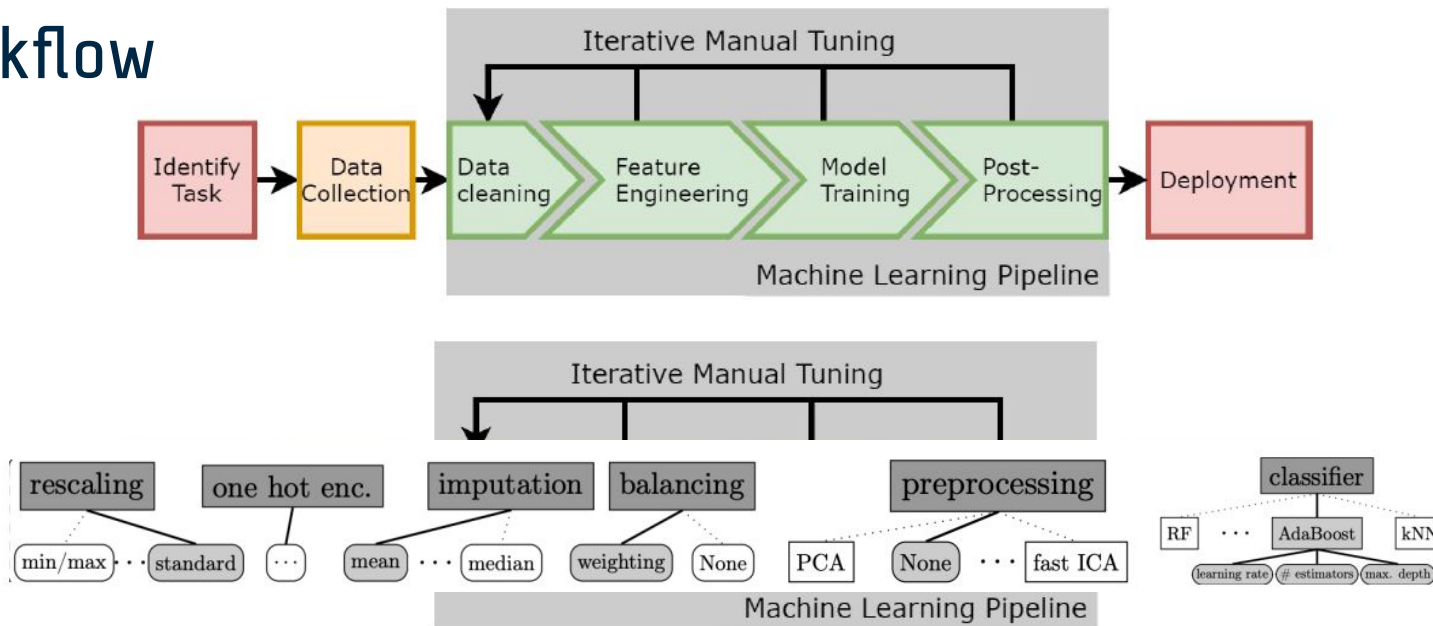 kflow
Iterative Manual Tuning
Identify
Task
Data
Collection
Data
cleaning
Feature
Engineering
Model
Training
Post-
Processing
Deployment
Machine Learning Pipeline
Iterative Manual Tuning
rescaling
one hot enc.
imputation
balancing
preprocessing
classifier
min/max
···
standard
···
mean
···
median
weighting
None
PCA
None
···
fast ICA
RF
···
AdaBoost
kNN
learning rate
# estimators
max. depth
Machine Learning Pipeline